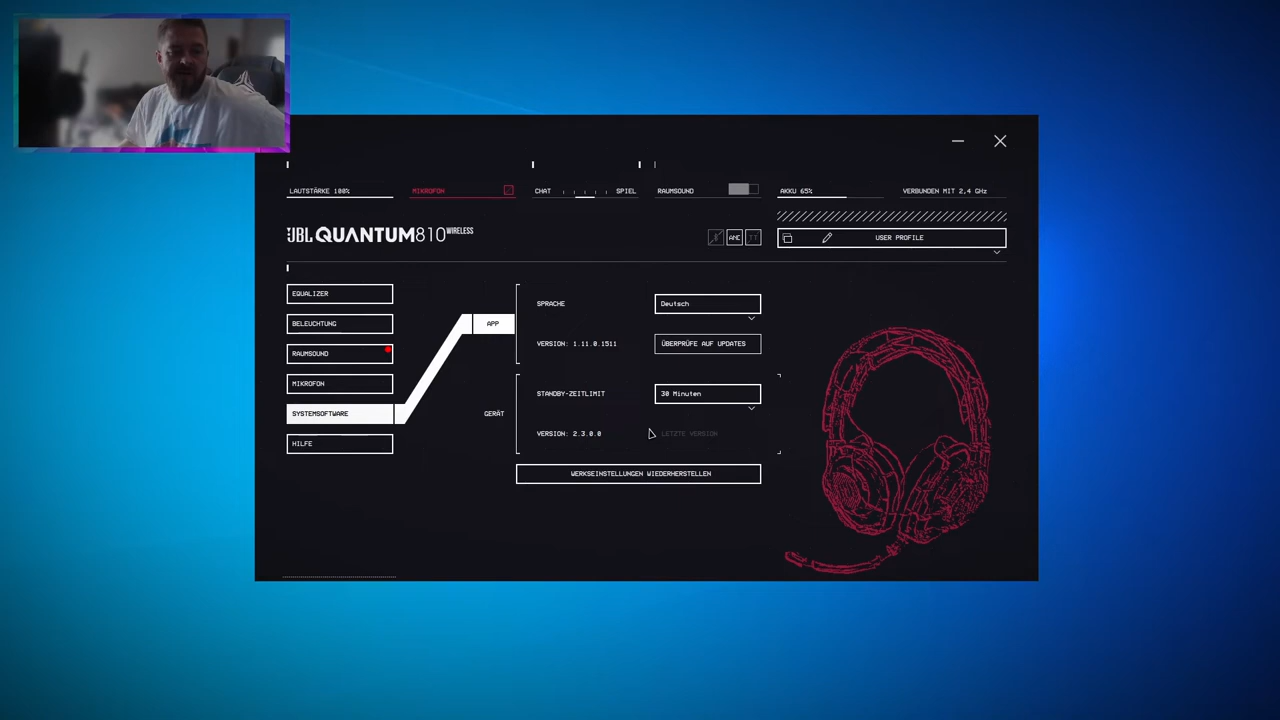 LAUTSTÄRKE 100%
MIKROFON
CHAT
SPIEL
RAUMSOUND
AKKU 65%
VERBUNDEN MIT 2,4 GHz
JBL QUANTUM810 WIRELESS
ANC
TT
USER PROFILE
EQUALIZER
BELEUCHTUNG
RAUMSOUND
MIKROFON
SYSTEMSOFTWARE
HILFE
APP
GERÄT
SPRACHE
Deutsch
VERSION: 1.11.0.1511
ÜBERPRÜFE AUF UPDATES
STANDBY-ZEITLIMIT
30 Minuten
VERSION: 2.3.0.0
LETZTE VERSION
WERKSEINSTELLUNGEN WIEDERHERSTELLEN